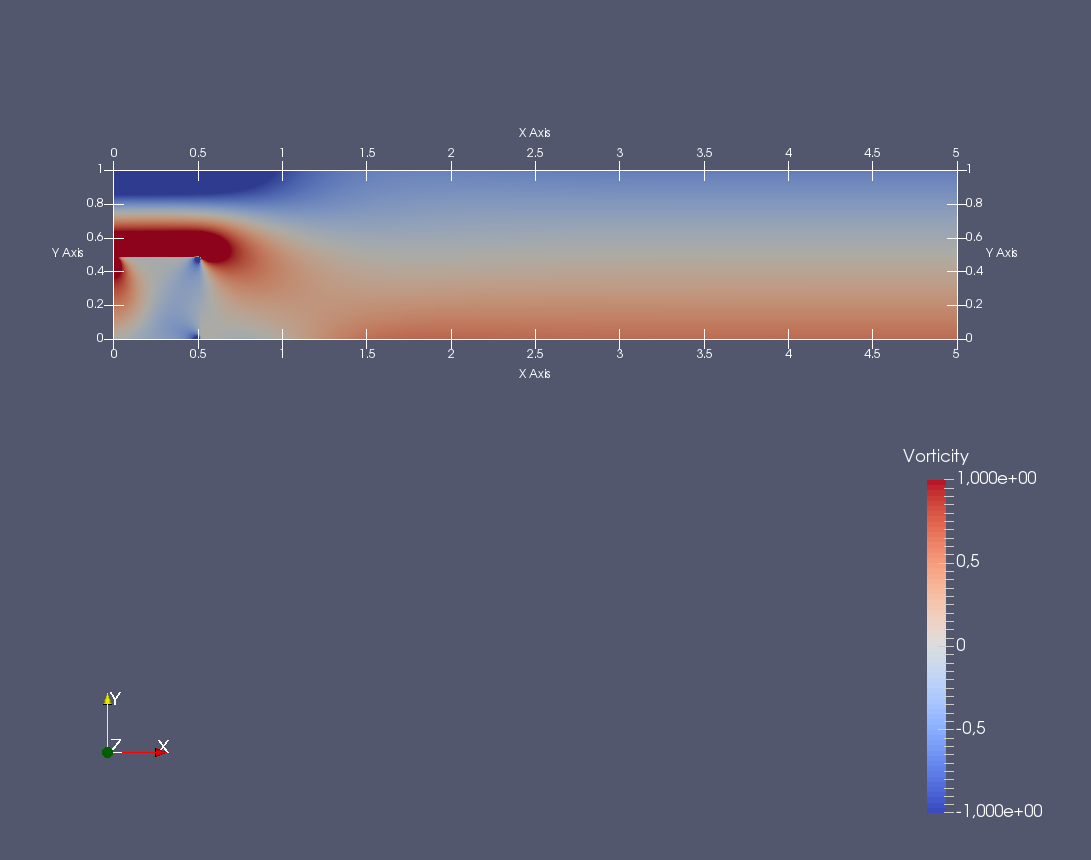 X Axis
0 0.5 1 1.5 2 2.5 3 3.5 4 4.5 5
1 1
0.8 0.8
0.6 0.6
Y Axis Y Axis
0.4 0.4
0.2 0.2
0 0
0 0.5 1 1.5 2 2.5 3 3.5 4 4.5 5
X Axis
Vorticity
1,000e+00
0,5
0
-0,5
-1,000e+00
Y
Z X